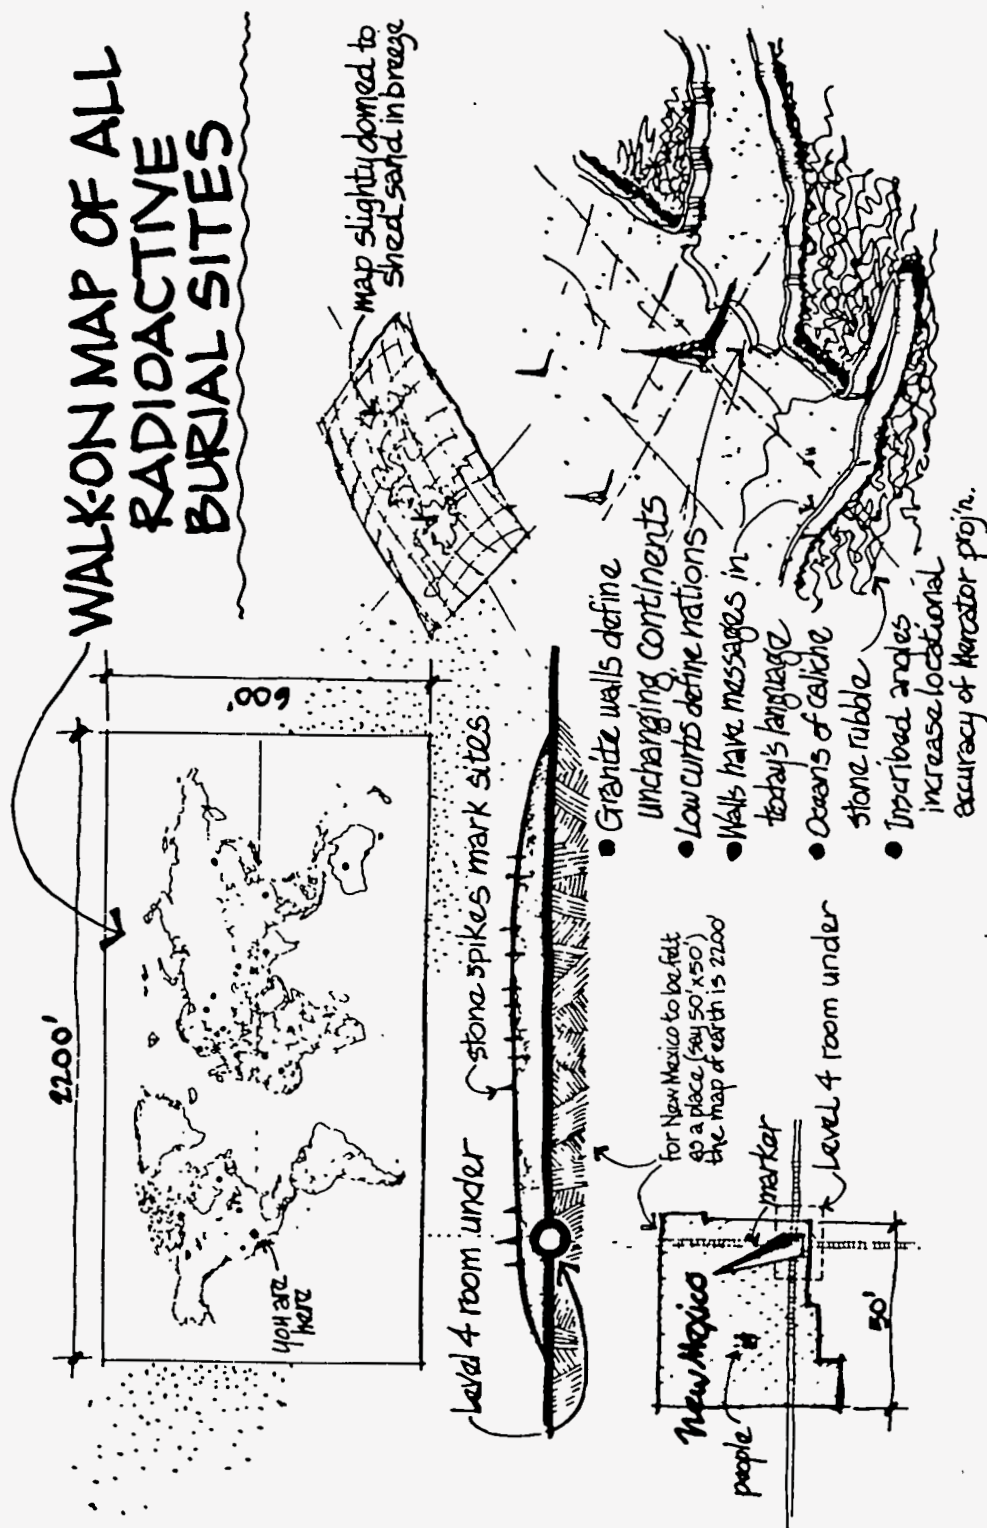 WALK-ON MAP OF ALL
RADIOACTIVE
BURIAL SITES
2200'
600'
you are
here
map slighty domed to
shed sand in breeze
Level 4 room under
stone spikes mark sites
• Granite walls define
unchanging continents
• Low curbs define nations
• Walls have messages in
today's language
• Oceans of caliche
stone rubble
• Inscribed angles
increase locational
accuracy of Mercator proj'n.
for New Mexico to be felt
as a place (say 50' x 50')
the map of earth is 2200'
New Mexico
people
marker
Level 4 room under
50'